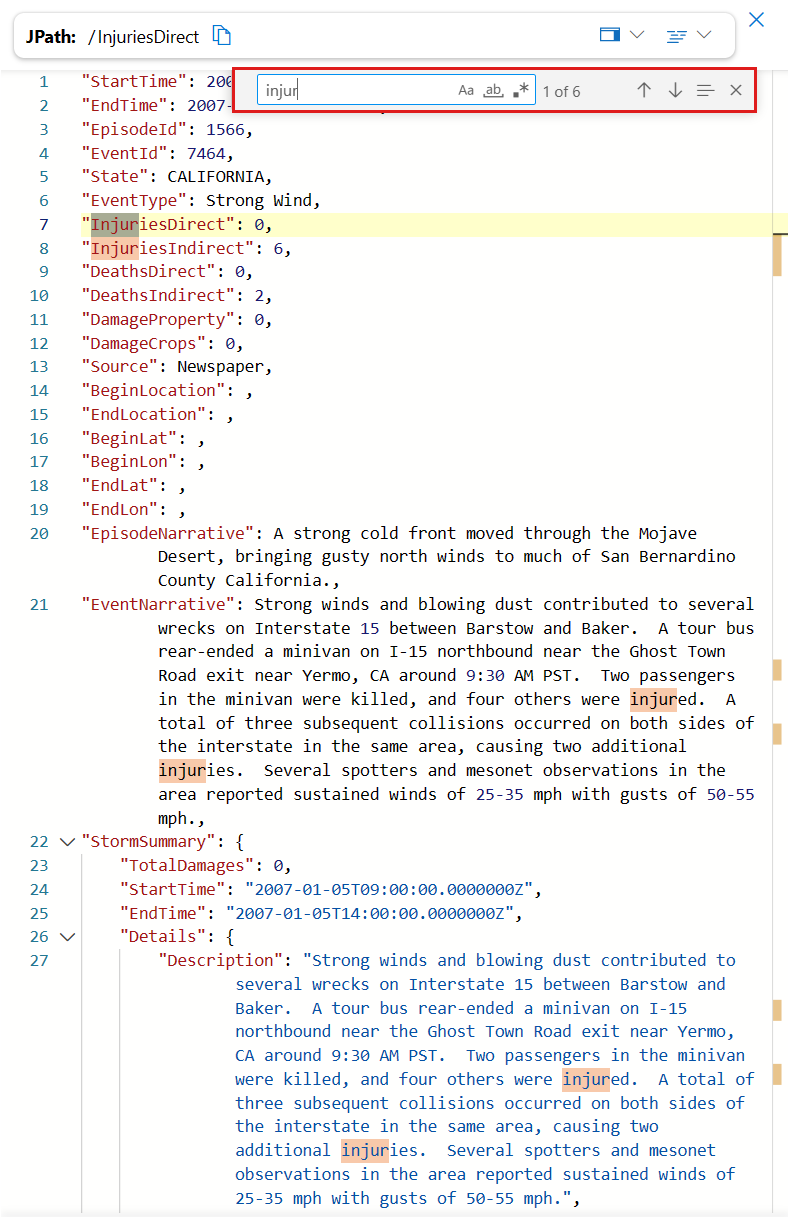 JPath: /InjuriesDirect
injur Aa ab 1 of 6
1 "StartTime": 200
2 "EndTime": 2007-
3 "EpisodeId": 1566,
4 "EventId": 7464,
5 "State": CALIFORNIA,
6 "EventType": Strong Wind,
7 "InjuriesDirect": 0,
8 "InjuriesIndirect": 6,
9 "DeathsDirect": 0,
10 "DeathsIndirect": 2,
11 "DamageProperty": 0,
12 "DamageCrops": 0,
13 "Source": Newspaper,
14 "BeginLocation": ,
15 "EndLocation": ,
16 "BeginLat": ,
17 "BeginLon": ,
18 "EndLat": ,
19 "EndLon": ,
20 "EpisodeNarrative": A strong cold front moved through the Mojave
Desert, bringing gusty north winds to much of San Bernardino
County California.,
21 "EventNarrative": Strong winds and blowing dust contributed to several
wrecks on Interstate 15 between Barstow and Baker.  A tour bus
rear-ended a minivan on I-15 northbound near the Ghost Town
Road exit near Yermo, CA around 9:30 AM PST.  Two passengers
in the minivan were killed, and four others were injured.  A
total of three subsequent collisions occurred on both sides of
the interstate in the same area, causing two additional
injuries.  Several spotters and mesonet observations in the
area reported sustained winds of 25-35 mph with gusts of 50-55
mph.,
22 "StormSummary": {
23 "TotalDamages": 0,
24 "StartTime": "2007-01-05T09:00:00.0000000Z",
25 "EndTime": "2007-01-05T14:00:00.0000000Z",
26 "Details": {
27 "Description": "Strong winds and blowing dust contributed to
several wrecks on Interstate 15 between Barstow and
Baker.  A tour bus rear-ended a minivan on I-15
northbound near the Ghost Town Road exit near Yermo,
CA around 9:30 AM PST.  Two passengers in the minivan
were killed, and four others were injured.  A total of
three subsequent collisions occurred on both sides of
the interstate in the same area, causing two
additional injuries.  Several spotters and mesonet
observations in the area reported sustained winds of
25-35 mph with gusts of 50-55 mph.",